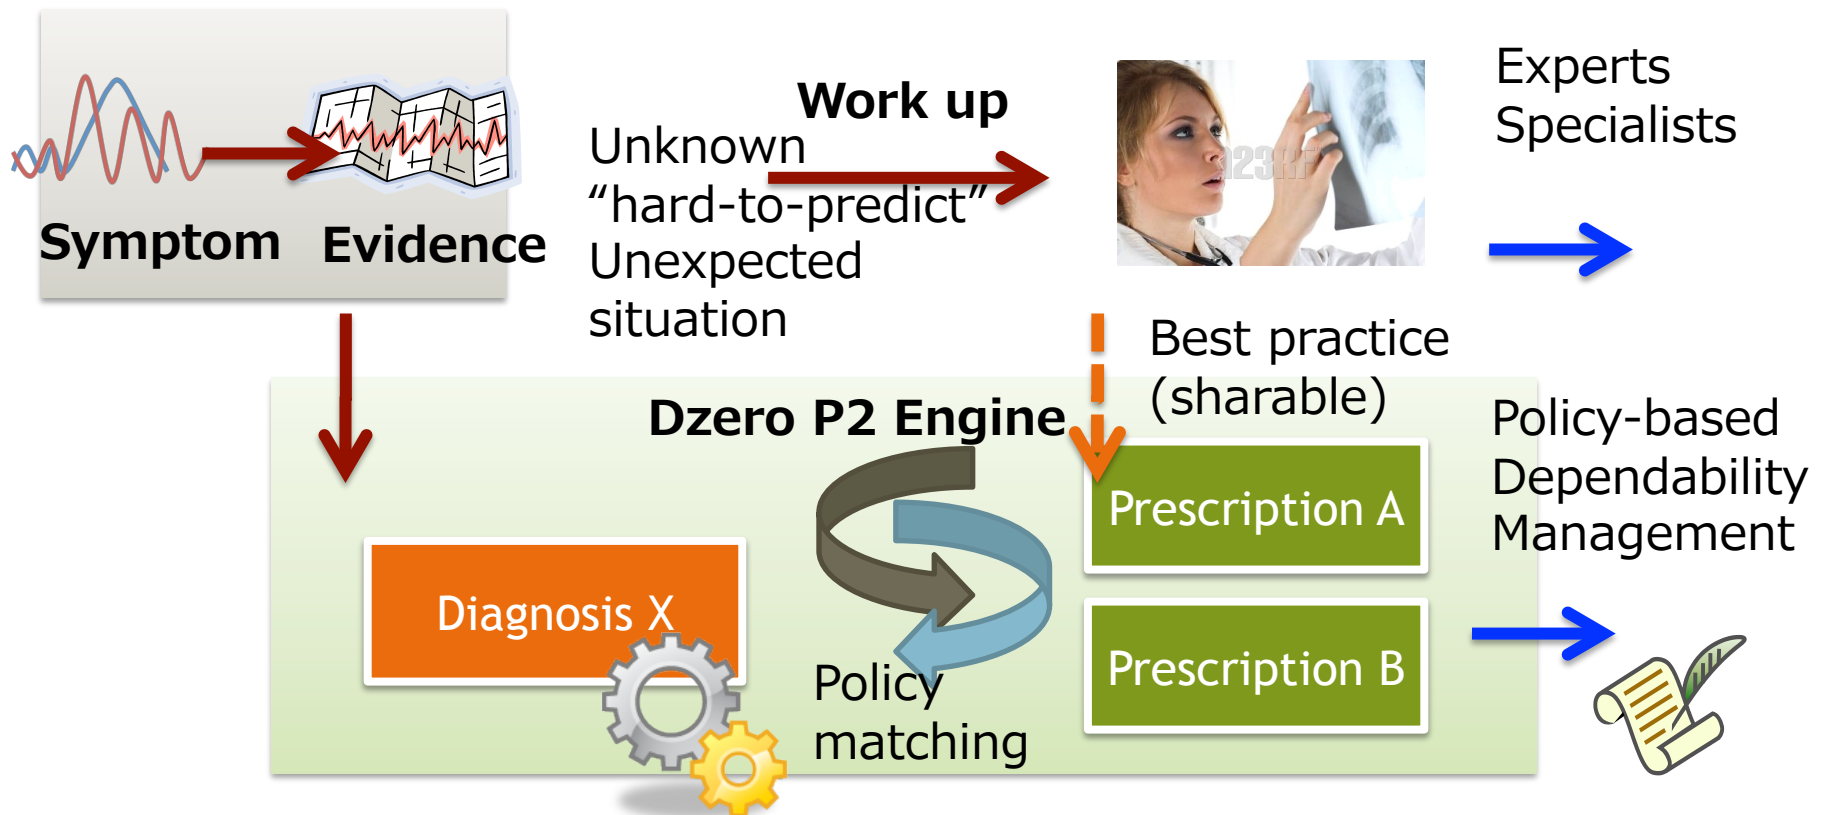 Symptom
Evidence
Work up
Unknown
“hard-to-predict”
Unexpected
situation
123RF
Experts
Specialists
Best practice
(sharable)
Dzero P2 Engine
Diagnosis X
Policy
matching
Prescription A
Prescription B
Policy-based
Dependability
Management